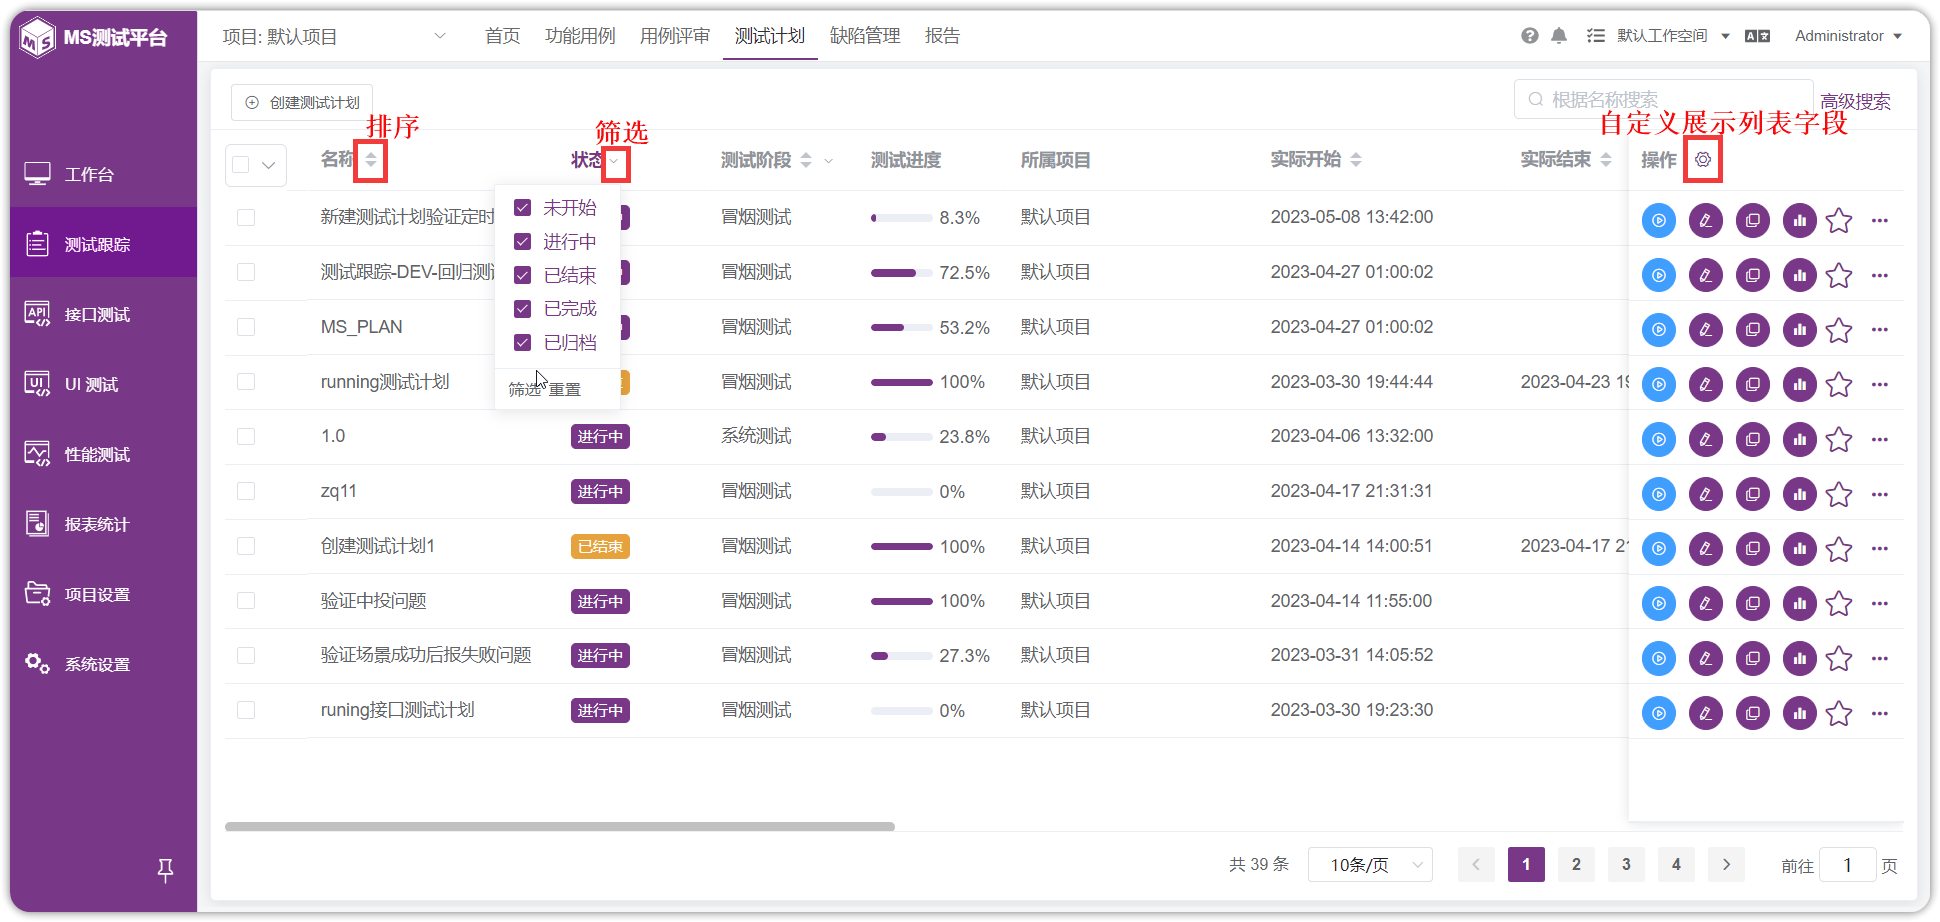 MS测试平台
项目: 默认项目 首页 功能用例 用例评审 测试计划 缺陷管理 报告 默认工作空间 Administrator
创建测试计划 根据名称搜索 高级搜索
排序 筛选 自定义展示列表字段
名称 状态 测试阶段 测试进度 所属项目 实际开始 实际结束 操作
工作台
测试跟踪
接口测试
UI 测试
性能测试
报表统计
项目设置
系统设置
未开始
进行中
已结束
已完成
已归档
筛选 重置
新建测试计划验证定时 冒烟测试 8.3% 默认项目 2023-05-08 13:42:00
测试跟踪-DEV-回归测 冒烟测试 72.5% 默认项目 2023-04-27 01:00:02
MS_PLAN 冒烟测试 53.2% 默认项目 2023-04-27 01:00:02
running测试计划 冒烟测试 100% 默认项目 2023-03-30 19:44:44 2023-04-23 19
1.0 进行中 系统测试 23.8% 默认项目 2023-04-06 13:32:00
zq11 进行中 冒烟测试 0% 默认项目 2023-04-17 21:31:31
创建测试计划1 已结束 冒烟测试 100% 默认项目 2023-04-14 14:00:51 2023-04-17 21
验证中投问题 进行中 冒烟测试 100% 默认项目 2023-04-14 11:55:00
验证场景成功后报失败问题 进行中 冒烟测试 27.3% 默认项目 2023-03-31 14:05:52
runing接口测试计划 进行中 冒烟测试 0% 默认项目 2023-03-30 19:23:30
共 39 条 10条/页 1 2 3 4 前往 1 页